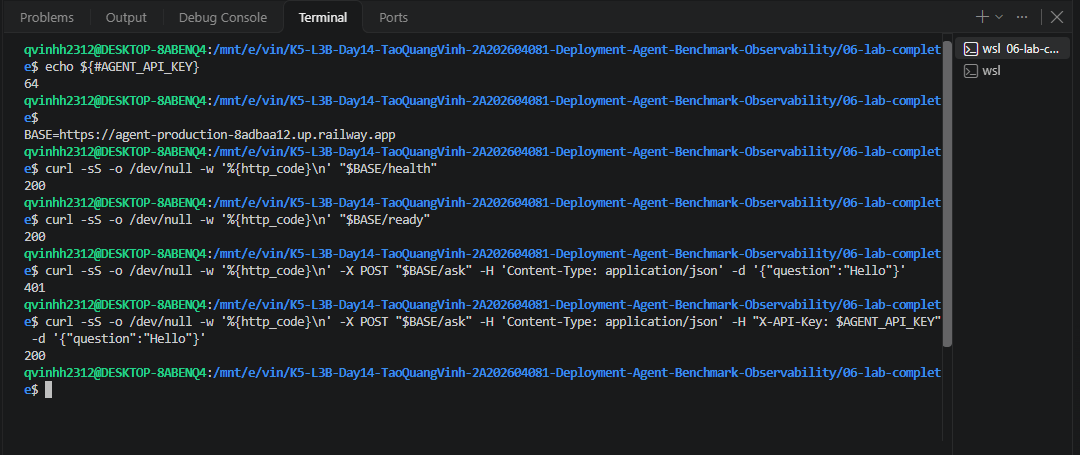 Problems Output Debug Console Terminal Ports
qvinhh2312@DESKTOP-8ABENQ4:/mnt/e/vin/K5-L3B-Day14-TaoQuangVinh-2A202604081-Deployment-Agent-Benchmark-Observability/06-lab-complet
e$ echo ${#AGENT_API_KEY}
64
qvinhh2312@DESKTOP-8ABENQ4:/mnt/e/vin/K5-L3B-Day14-TaoQuangVinh-2A202604081-Deployment-Agent-Benchmark-Observability/06-lab-complet
e$
BASE=https://agent-production-8adbaa12.up.railway.app
qvinhh2312@DESKTOP-8ABENQ4:/mnt/e/vin/K5-L3B-Day14-TaoQuangVinh-2A202604081-Deployment-Agent-Benchmark-Observability/06-lab-complet
e$ curl -sS -o /dev/null -w '%{http_code}\n' "$BASE/health"
200
qvinhh2312@DESKTOP-8ABENQ4:/mnt/e/vin/K5-L3B-Day14-TaoQuangVinh-2A202604081-Deployment-Agent-Benchmark-Observability/06-lab-complet
e$ curl -sS -o /dev/null -w '%{http_code}\n' "$BASE/ready"
200
qvinhh2312@DESKTOP-8ABENQ4:/mnt/e/vin/K5-L3B-Day14-TaoQuangVinh-2A202604081-Deployment-Agent-Benchmark-Observability/06-lab-complet
e$ curl -sS -o /dev/null -w '%{http_code}\n' -X POST "$BASE/ask" -H 'Content-Type: application/json' -d '{"question":"Hello"}'
401
qvinhh2312@DESKTOP-8ABENQ4:/mnt/e/vin/K5-L3B-Day14-TaoQuangVinh-2A202604081-Deployment-Agent-Benchmark-Observability/06-lab-complet
e$ curl -sS -o /dev/null -w '%{http_code}\n' -X POST "$BASE/ask" -H 'Content-Type: application/json' -H "X-API-Key: $AGENT_API_KEY"
-d '{"question":"Hello"}'
200
qvinhh2312@DESKTOP-8ABENQ4:/mnt/e/vin/K5-L3B-Day14-TaoQuangVinh-2A202604081-Deployment-Agent-Benchmark-Observability/06-lab-complet
e$
wsl 06-lab-c...
wsl